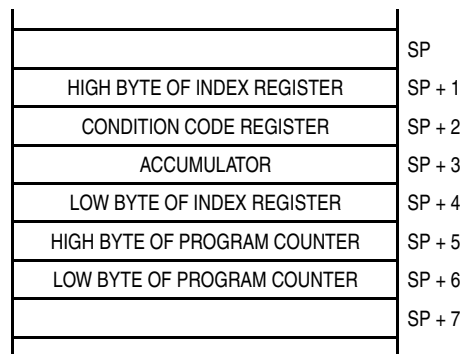 SP
HIGH BYTE OF INDEX REGISTER SP + 1
CONDITION CODE REGISTER SP + 2
ACCUMULATOR SP + 3
LOW BYTE OF INDEX REGISTER SP + 4
HIGH BYTE OF PROGRAM COUNTER SP + 5
LOW BYTE OF PROGRAM COUNTER SP + 6
SP + 7